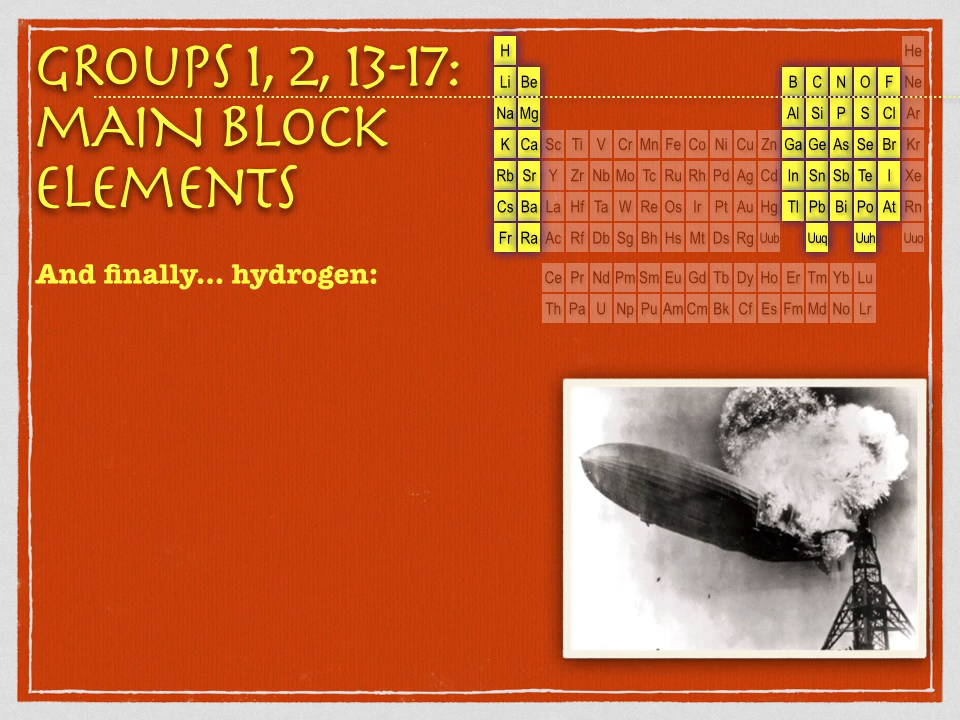 GROUPS 1, 2, 13-17:
MAIN BLOCK
ELEMENTS
And finally... hydrogen:
H He
Li Be B C N O F Ne
Na Mg Al Si P S Cl Ar
K Ca Sc Ti V Cr Mn Fe Co Ni Cu Zn Ga Ge As Se Br Kr
Rb Sr Y Zr Nb Mo Tc Ru Rh Pd Ag Cd In Sn Sb Te I Xe
Cs Ba La Hf Ta W Re Os Ir Pt Au Hg Tl Pb Bi Po At Rn
Fr Ra Ac Rf Db Sg Bh Hs Mt Ds Rg Uub Uuq Uuh Uuo
Ce Pr Nd Pm Sm Eu Gd Tb Dy Ho Er Tm Yb Lu
Th Pa U Np Pu Am Cm Bk Cf Es Fm Md No Lr